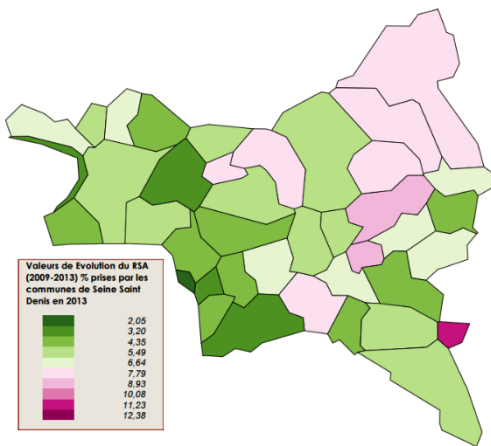 Valeurs de Evolution du RSA
(2009-2013) % prises par les
communes de Seine Saint
Denis en 2013
2,05
3,20
4,35
5,49
6,64
7,79
8,93
10,08
11,23
12,38